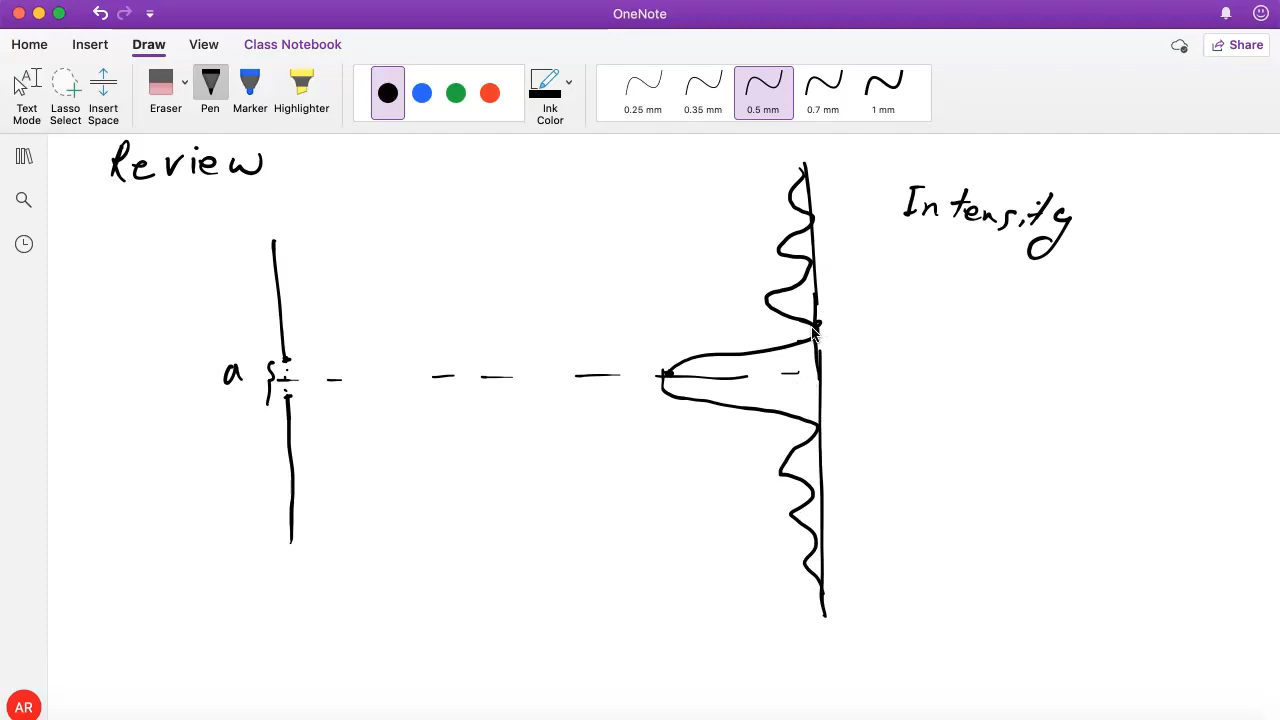 OneNote
Home Insert Draw View Class Notebook
Share
Text Mode
Lasso Select
Insert Space
Eraser
Pen
Marker
Highlighter
Ink Color
0.25 mm
0.35 mm
0.5 mm
0.7 mm
1 mm
Review
Intensity
a
AR